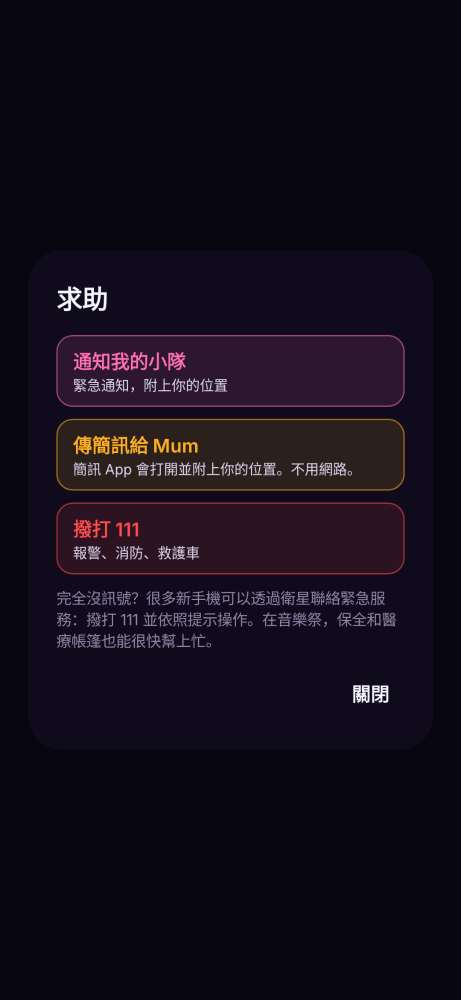 求助
通知我的小隊
緊急通知，附上你的位置
傳簡訊給 Mum
簡訊 App 會打開並附上你的位置。不用網路。
撥打 111
報警、消防、救護車
完全沒訊號？很多新手機可以透過衛星聯絡緊急服
務：撥打 111 並依照提示操作。在音樂祭，保全和醫
療帳篷也能很快幫上忙。
關閉